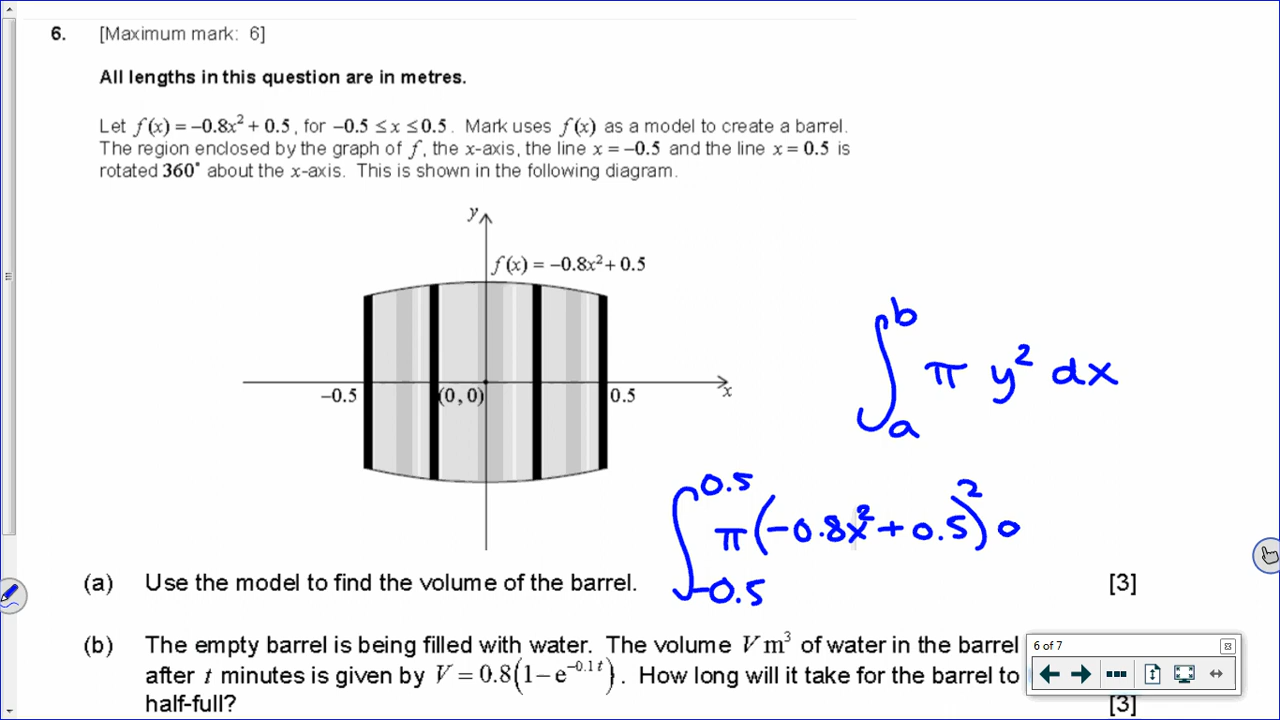 6. [Maximum mark: 6]
All lengths in this question are in metres.
Let f(x) = −0.8x² + 0.5, for −0.5 ≤ x ≤ 0.5. Mark uses f(x) as a model to create a barrel.
The region enclosed by the graph of f, the x-axis, the line x = −0.5 and the line x = 0.5 is
rotated 360° about the x-axis. This is shown in the following diagram.
y
f(x) = −0.8x² + 0.5
−0.5 (0, 0) 0.5 x
∫ₐᵇ π y² dx
∫ 0.5 −0.5 π(−0.8x² + 0.5)² 0
(a) Use the model to find the volume of the barrel. [3]
(b) The empty barrel is being filled with water. The volume V m³ of water in the barrel
after t minutes is given by V = 0.8(1 − e^−0.1t). How long will it take for the barrel to
half-full? [3]
6 of 7